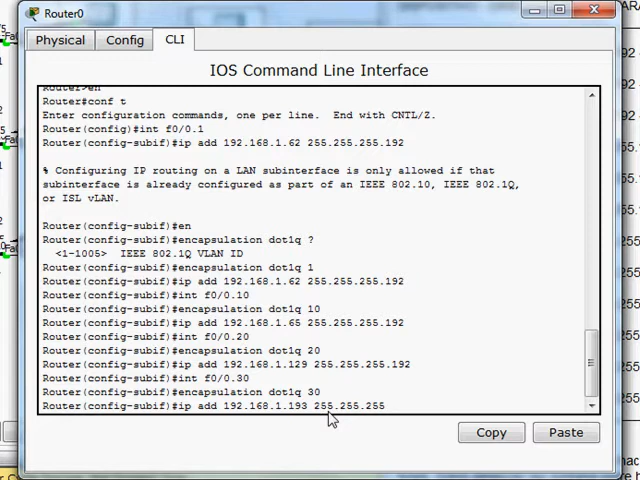 Router0
Physical Config CLI
IOS Command Line Interface
Router>en
Router#conf t
Enter configuration commands, one per line. End with CNTL/Z.
Router(config)#int f0/0.1
Router(config-subif)#ip add 192.168.1.62 255.255.255.192
% Configuring IP routing on a LAN subinterface is only allowed if that
subinterface is already configured as part of an IEEE 802.10, IEEE 802.1Q,
or ISL vLAN.
Router(config-subif)#en
Router(config-subif)#encapsulation dot1q ?
<1-1005> IEEE 802.1Q VLAN ID
Router(config-subif)#encapsulation dot1q 1
Router(config-subif)#ip add 192.168.1.62 255.255.255.192
Router(config-subif)#int f0/0.10
Router(config-subif)#encapsulation dot1q 10
Router(config-subif)#ip add 192.168.1.65 255.255.255.192
Router(config-subif)#int f0/0.20
Router(config-subif)#encapsulation dot1q 20
Router(config-subif)#ip add 192.168.1.129 255.255.255.192
Router(config-subif)#int f0/0.30
Router(config-subif)#encapsulation dot1q 30
Router(config-subif)#ip add 192.168.1.193 255.255.255
Copy Paste